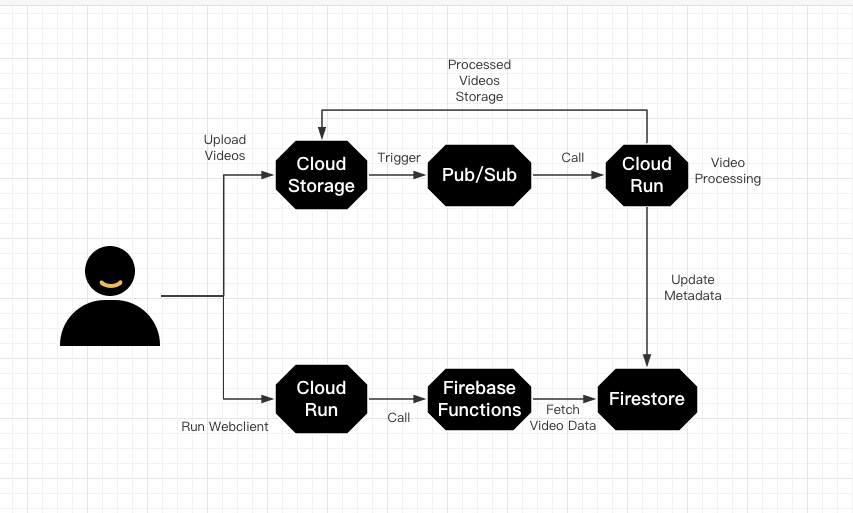 Processed
Videos
Storage
Upload
Videos
Cloud
Storage
Trigger
Pub/Sub
Call
Cloud
Run
Video
Processing
Update
Metadata
Run Webclient
Cloud
Run
Call
Firebase
Functions
Fetch
Video Data
Firestore